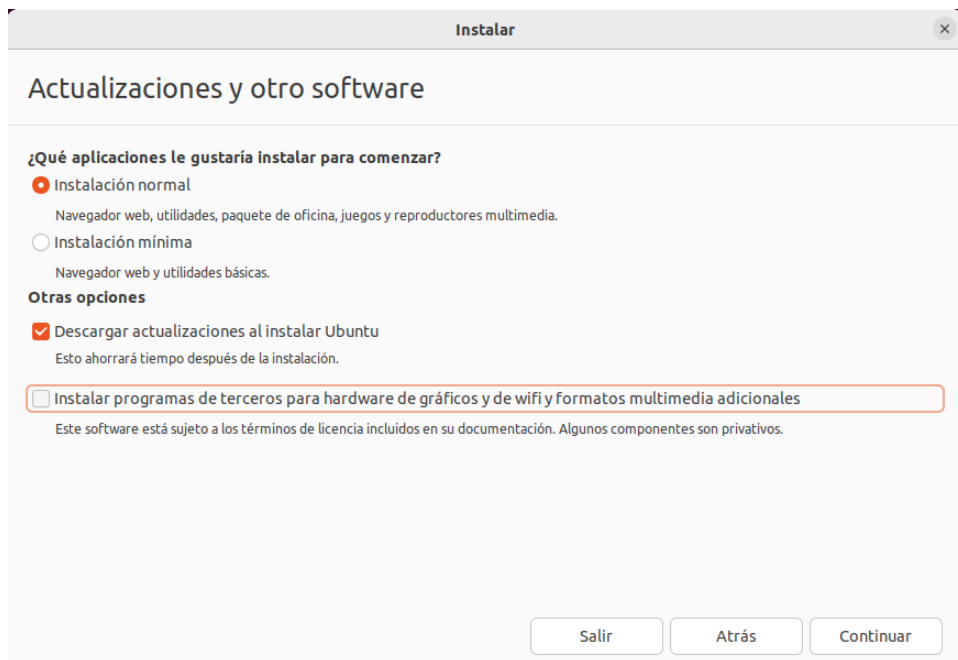 Instalar
Actualizaciones y otro software
¿Qué aplicaciones le gustaría instalar para comenzar?
Instalación normal
Navegador web, utilidades, paquete de oficina, juegos y reproductores multimedia.
Instalación mínima
Navegador web y utilidades básicas.
Otras opciones
Descargar actualizaciones al instalar Ubuntu
Esto ahorrará tiempo después de la instalación.
Instalar programas de terceros para hardware de gráficos y de wifi y formatos multimedia adicionales
Este software está sujeto a los términos de licencia incluidos en su documentación. Algunos componentes son privativos.
Salir Atrás Continuar